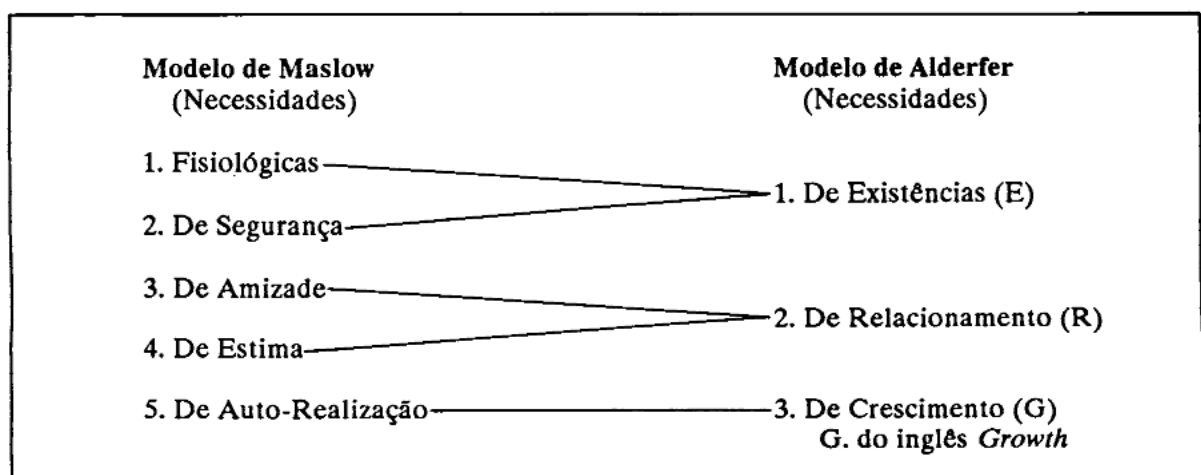 Modelo de Maslow
(Necessidades)
Modelo de Alderfer
(Necessidades)
1. Fisiológicas
2. De Segurança
3. De Amizade
4. De Estima
5. De Auto-Realização
1. De Existências (E)
2. De Relacionamento (R)
3. De Crescimento (G)
G. do inglês Growth